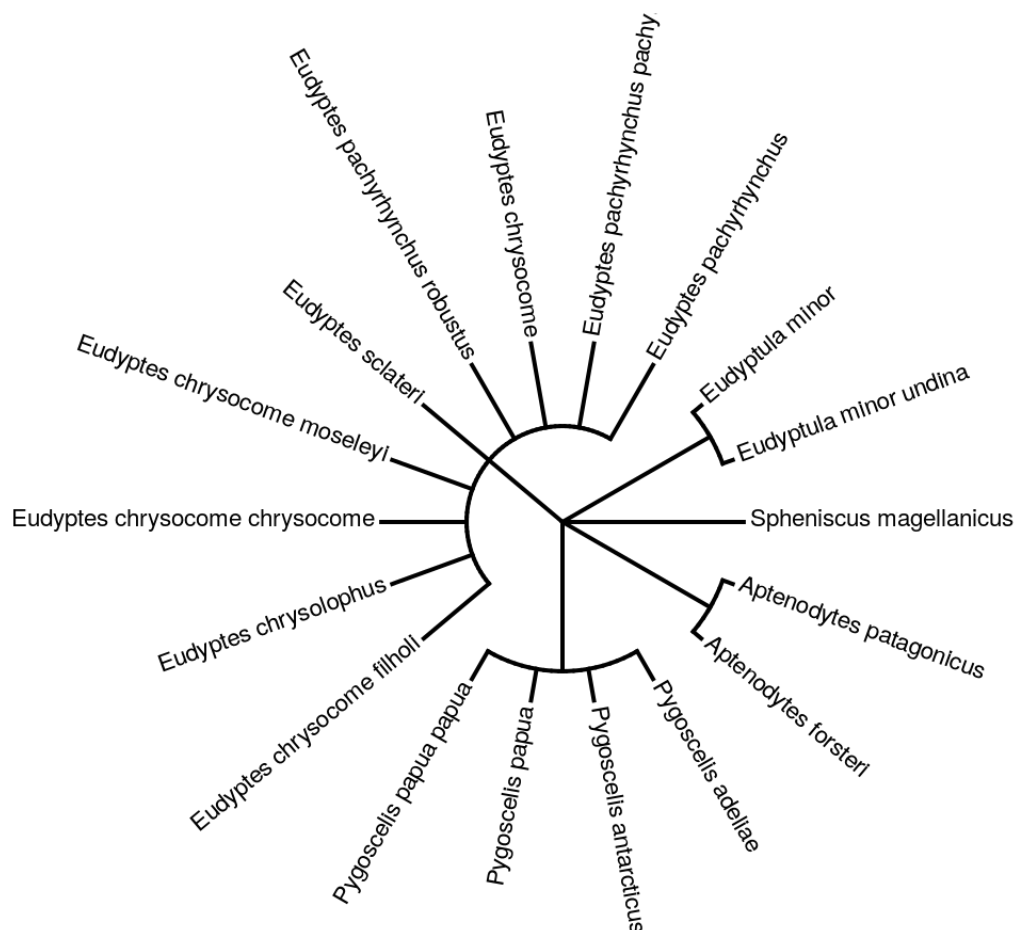 Eudyptes pachyrhynchus pachy
Eudyptes pachyrhynchus robustus
Eudyptes chrysocome
Eudyptes pachyrhynchus
Eudyptes sclateri
Eudyptula minor
Eudyptes chrysocome moseleyi
Eudyptula minor undina
Eudyptes chrysocome chrysocome
Spheniscus magellanicus
Eudyptes chrysolophus
Aptenodytes patagonicus
Eudyptes chrysocome filholi
Aptenodytes forsteri
Pygoscelis papua papua
Pygoscelis papua
Pygoscelis antarcticus
Pygoscelis adeliae